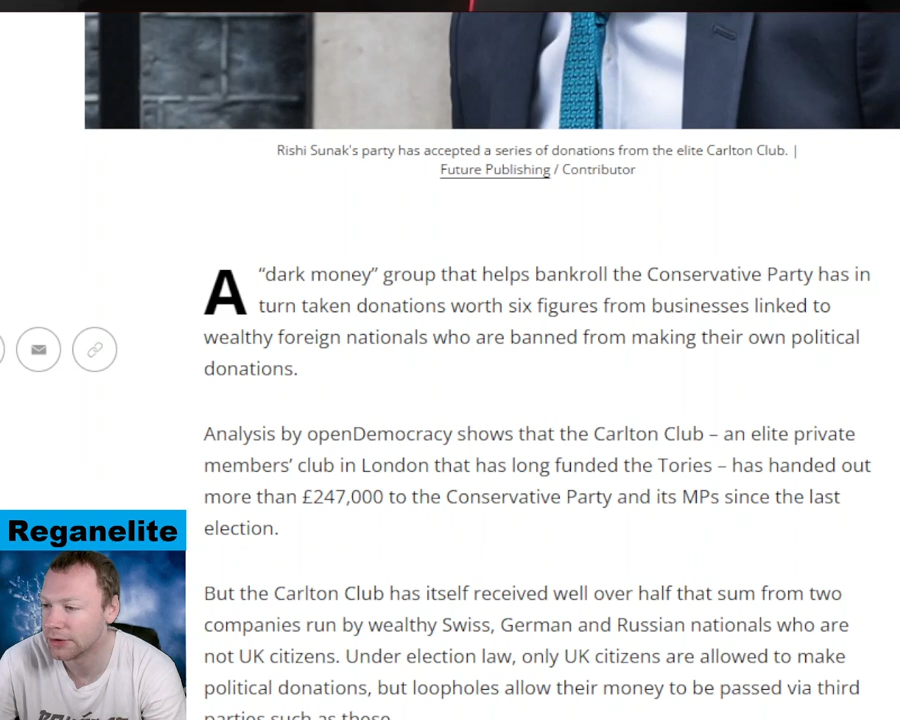 Rishi Sunak's party has accepted a series of donations from the elite Carlton Club. |
Future Publishing / Contributor
A “dark money” group that helps bankroll the Conservative Party has in
turn taken donations worth six figures from businesses linked to
wealthy foreign nationals who are banned from making their own political
donations.
Analysis by openDemocracy shows that the Carlton Club – an elite private
members’ club in London that has long funded the Tories – has handed out
more than £247,000 to the Conservative Party and its MPs since the last
election.
But the Carlton Club has itself received well over half that sum from two
companies run by wealthy Swiss, German and Russian nationals who are
not UK citizens. Under election law, only UK citizens are allowed to make
political donations, but loopholes allow their money to be passed via third
parties such as these.
Reganelite